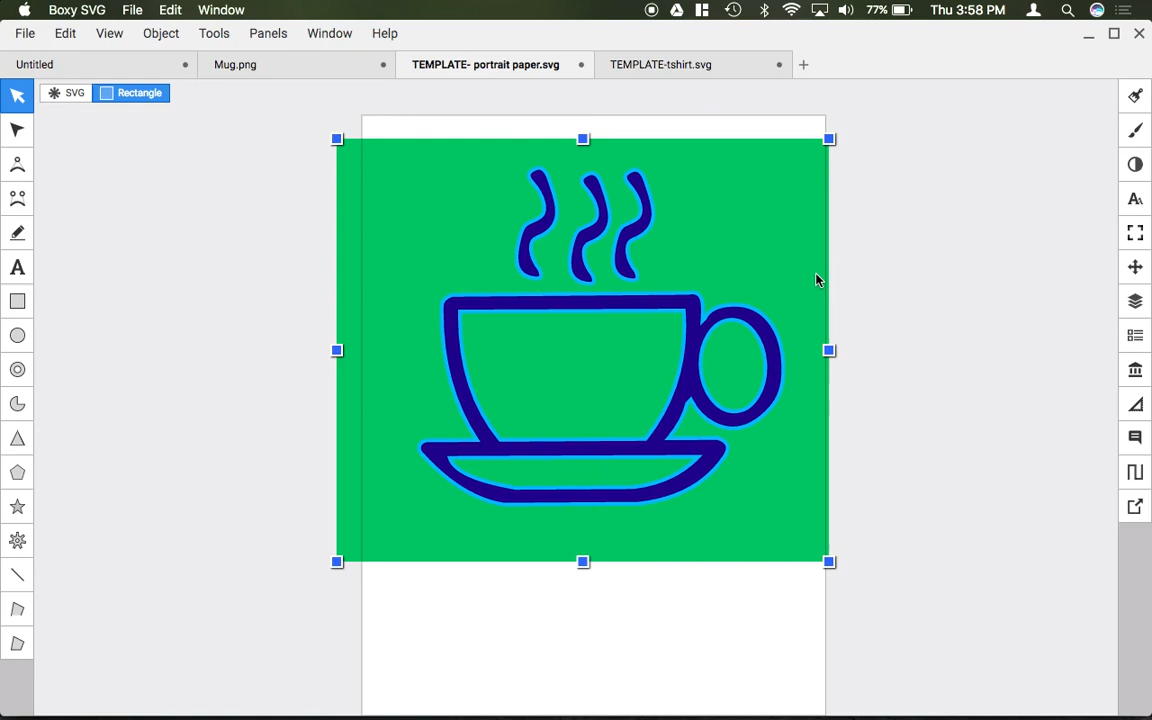 Boxy SVG File Edit Window 77% Thu 3:58 PM
File Edit View Object Tools Panels Window Help
Untitled Mug.png TEMPLATE- portrait paper.svg TEMPLATE-tshirt.svg
SVG Rectangle